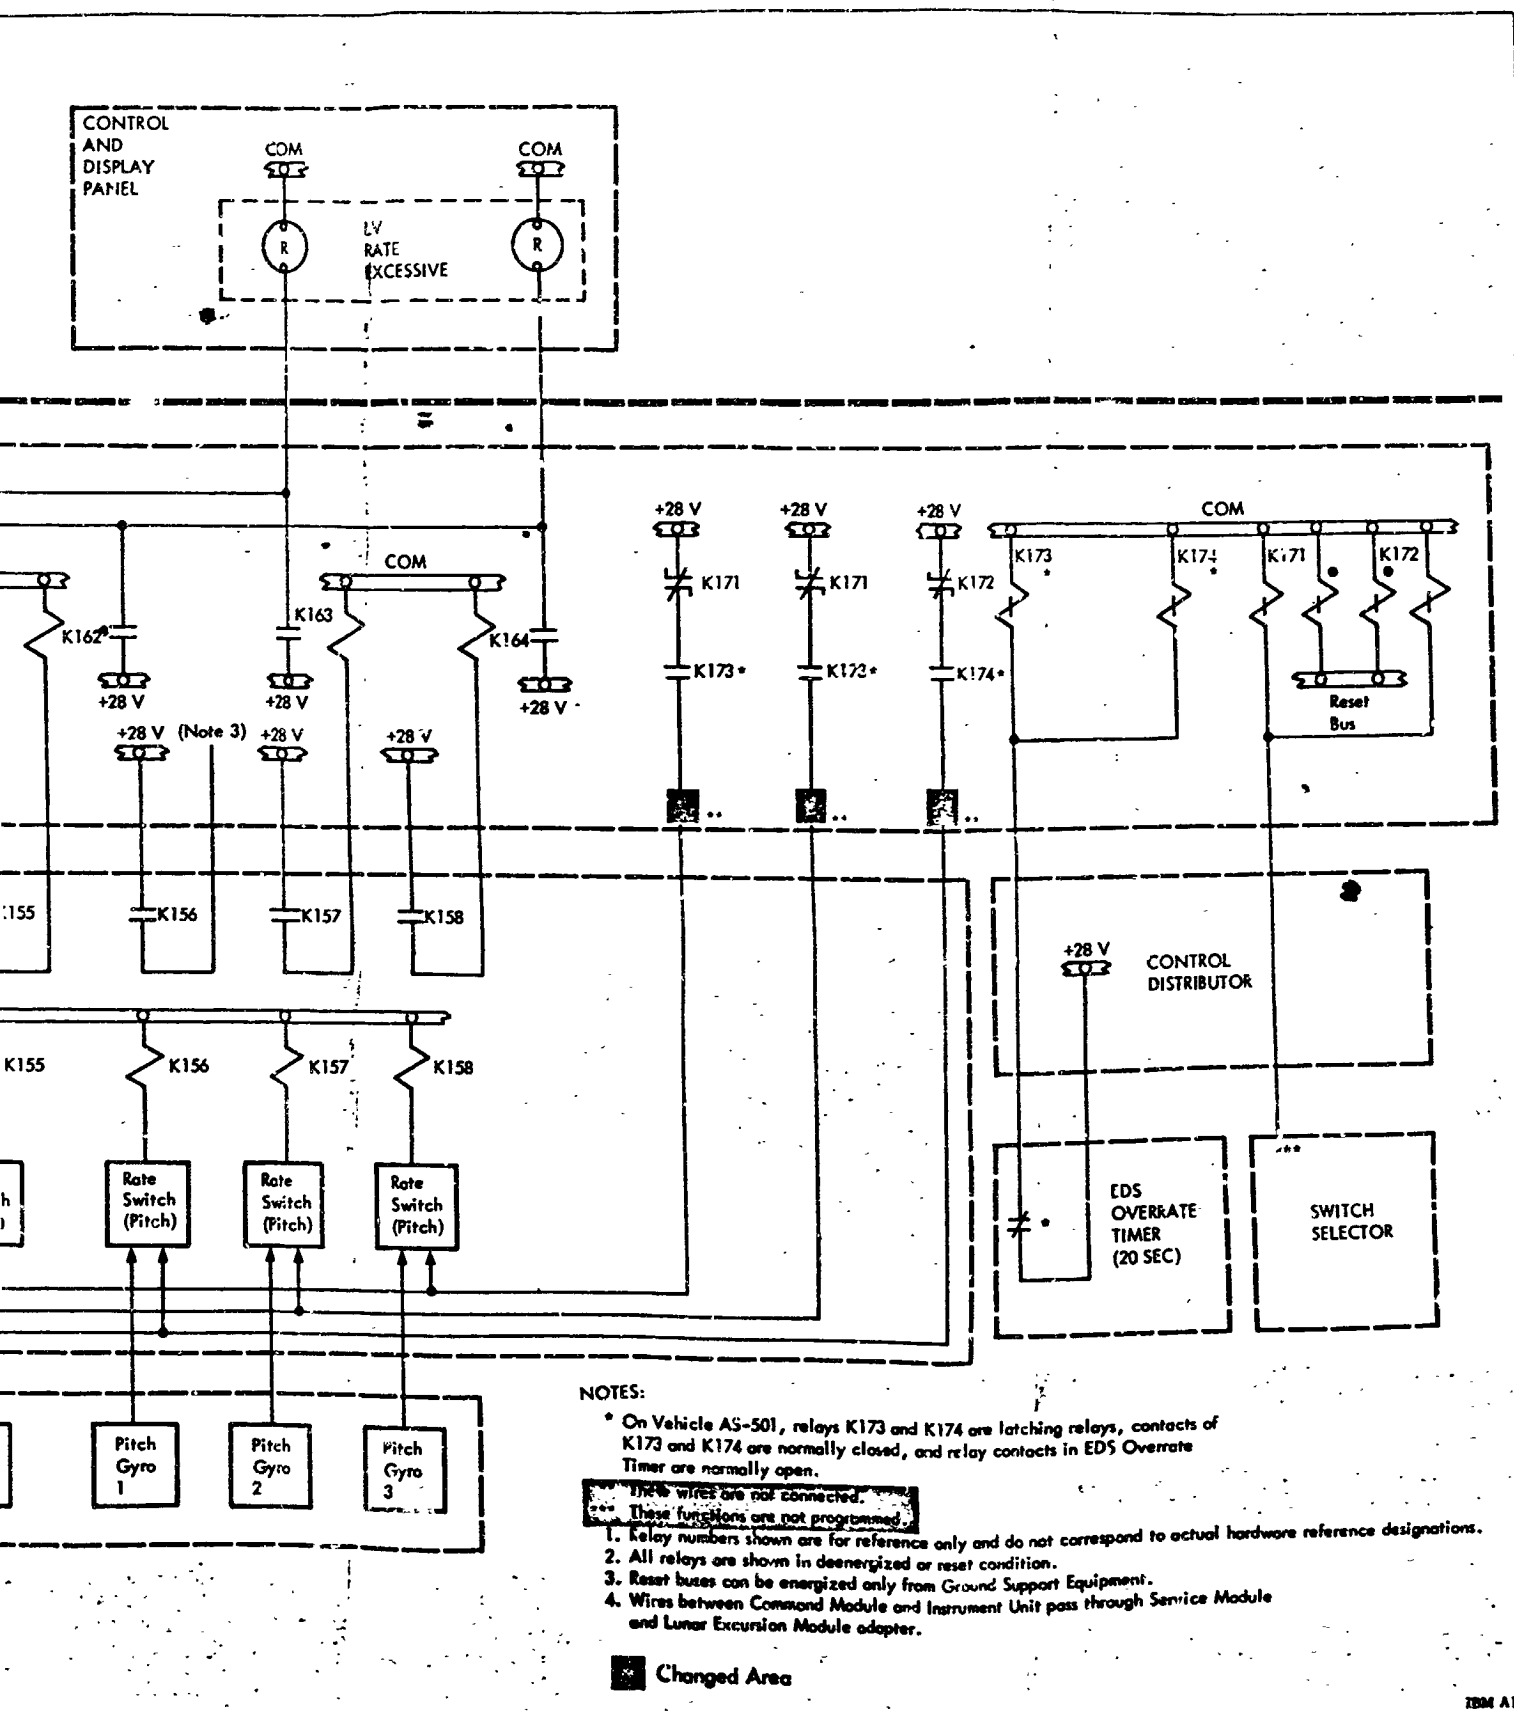 CONTROL
AND
DISPLAY
PANEL
COM
COM
R
LV
RATE
EXCESSIVE
R
COM
+28 V
+28 V
+28 V
COM
K171
K171
K172
K173
*
K174
*
K171
K172
K162
K163
K164
K173*
K173*
K174*
+28 V
+28 V
+28 V
Reset
Bus
+28 V
(Note 3)
+28 V
+28 V
**
**
**
155
K156
K157
K158
+28 V
CONTROL
DISTRIBUTOR
K155
K156
K157
K158
h
)
Rate
Switch
(Pitch)
Rate
Switch
(Pitch)
Rate
Switch
(Pitch)
*
EDS
OVERRATE
TIMER
(20 SEC)
***
SWITCH
SELECTOR
Pitch
Gyro
1
Pitch
Gyro
2
Pitch
Gyro
3
NOTES:
* On Vehicle AS-501, relays K173 and K174 are latching relays, contacts of
K173 and K174 are normally closed, and relay contacts in EDS Overrate
Timer are normally open.
These wires are not connected.
*** These functions are not programmed.
1. Relay numbers shown are for reference only and do not correspond to actual hardware reference designations.
2. All relays are shown in deenergized or reset condition.
3. Reset buses can be energized only from Ground Support Equipment.
4. Wires between Command Module and Instrument Unit pass through Service Module
and Lunar Excursion Module adapter.
Changed Area
IBM A1